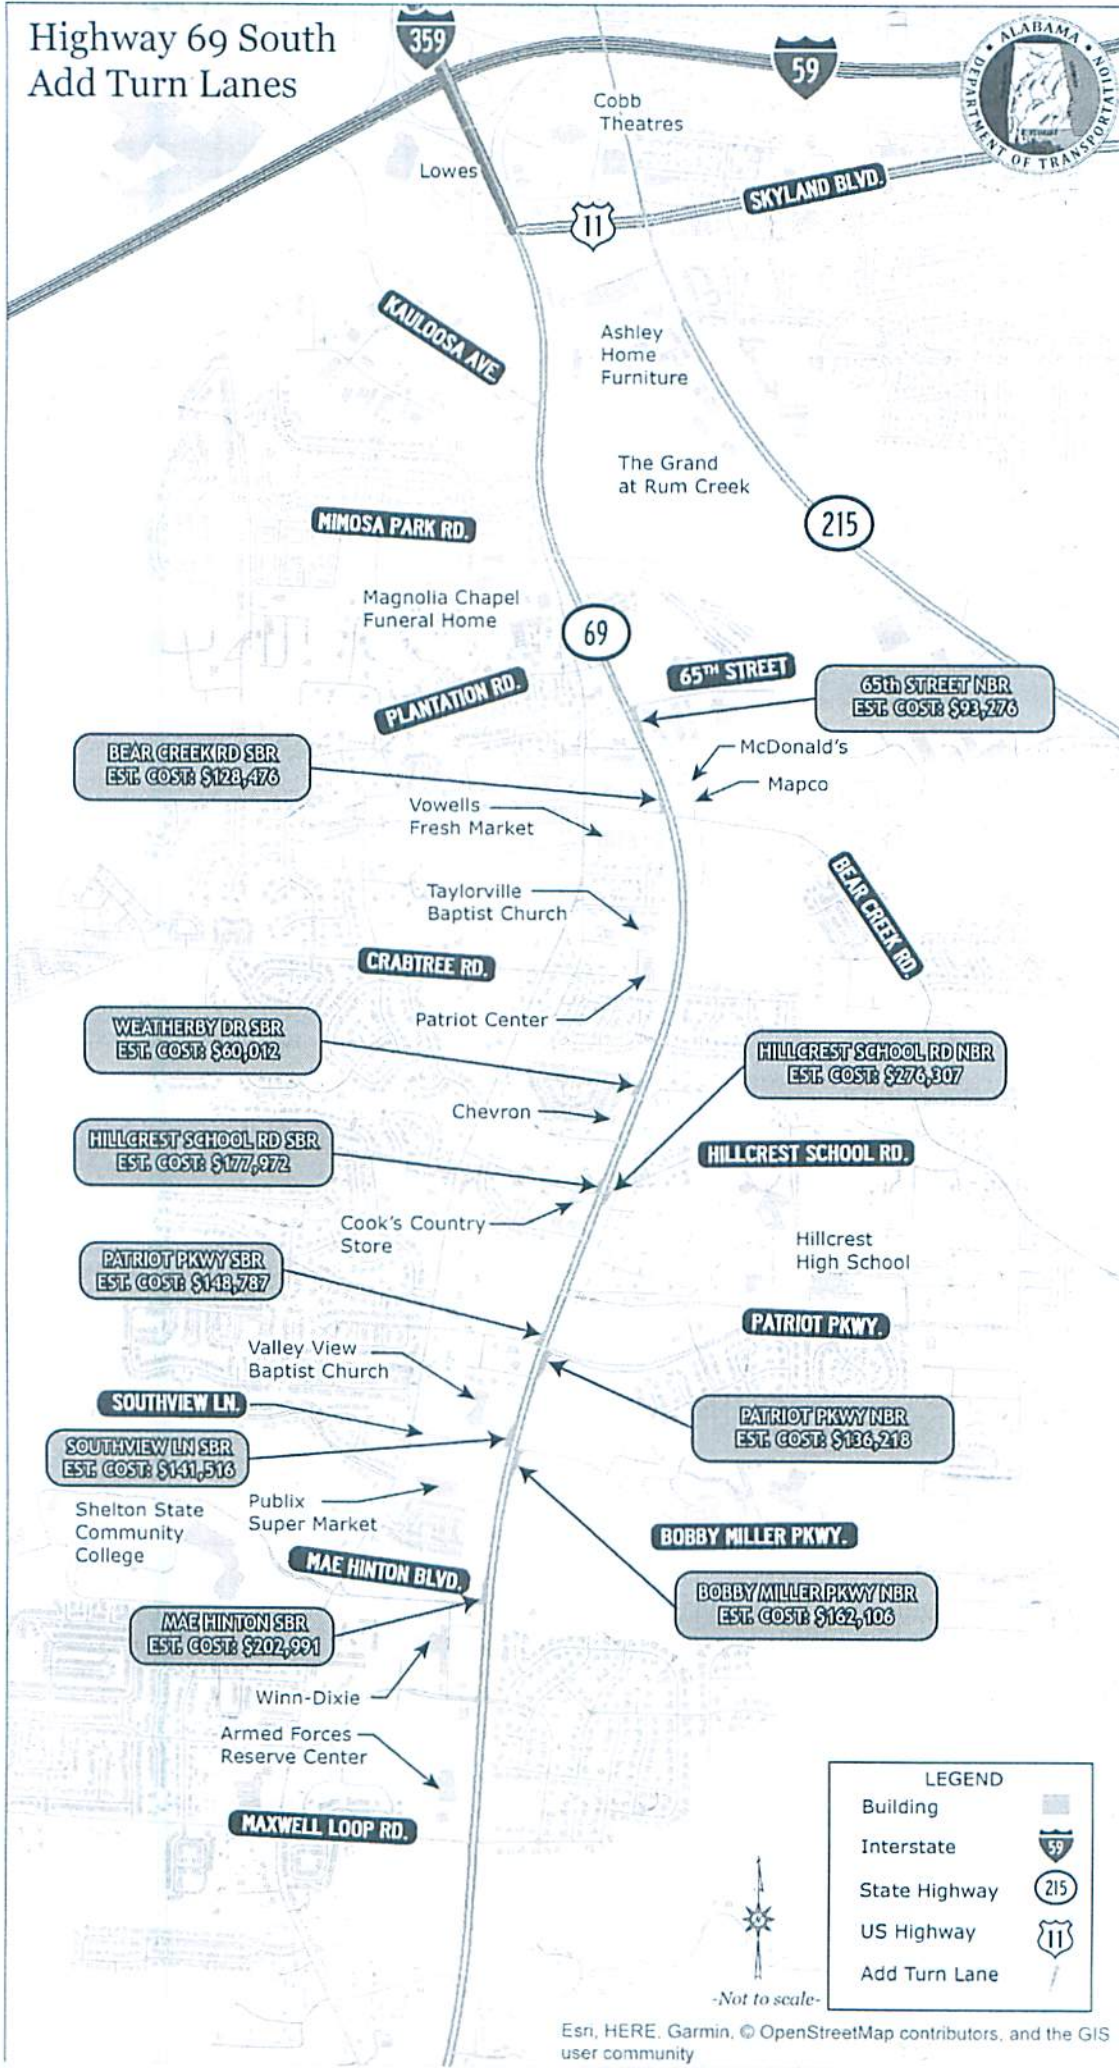 Highway 69 South
Add Turn Lanes
359
59
ALABAMA
DEPARTMENT OF TRANSPORTATION
Cobb
Theatres
Lowes
SKYLAND BLVD.
11
KAULOOSA AVE
Ashley
Home
Furniture
The Grand
at Rum Creek
215
MIMOSA PARK RD.
Magnolia Chapel
Funeral Home
69
65TH STREET
65th STREET NBR
EST. COST: $93,276
PLANTATION RD.
BEAR CREEK RD SBR
EST. COST: $128,476
McDonald's
Mapco
Vowells
Fresh Market
BEAR CREEK RD.
Taylorville
Baptist Church
CRABTREE RD.
Patriot Center
WEATHERBY DR SBR
EST. COST: $60,012
HILLCREST SCHOOL RD NBR
EST. COST: $276,307
Chevron
HILLCREST SCHOOL RD SBR
EST. COST: $177,972
HILLCREST SCHOOL RD.
Cook's Country
Store
Hillcrest
High School
PATRIOT PKWY SBR
EST. COST: $148,787
PATRIOT PKWY.
Valley View
Baptist Church
SOUTHVIEW LN.
PATRIOT PKWY NBR
EST. COST: $136,218
SOUTHVIEW LN SBR
EST. COST: $141,516
Shelton State
Community
College
Publix
Super Market
BOBBY MILLER PKWY.
MAE HINTON BLVD.
BOBBY MILLER PKWY NBR
EST. COST: $162,106
MAE HINTON SBR
EST. COST: $202,991
Winn-Dixie
Armed Forces
Reserve Center
MAXWELL LOOP RD.
LEGEND
Building
Interstate
59
State Highway
215
US Highway
11
Add Turn Lane
-Not to scale-
Esri, HERE, Garmin, © OpenStreetMap contributors, and the GIS
user community